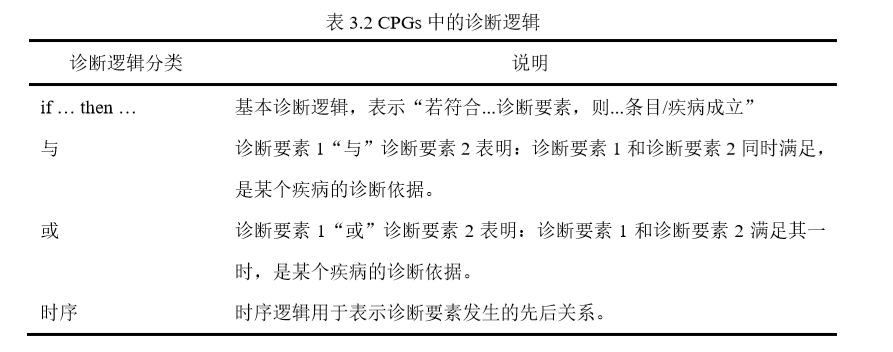 表 3.2 CPGs 中的诊断逻辑
诊断逻辑分类 说明
if … then … 基本诊断逻辑，表示“若符合...诊断要素，则...条目/疾病成立”
与 诊断要素 1“与”诊断要素 2 表明：诊断要素 1 和诊断要素 2 同时满足，
是某个疾病的诊断依据。
或 诊断要素 1“或”诊断要素 2 表明：诊断要素 1 和诊断要素 2 满足其一
时，是某个疾病的诊断依据。
时序 时序逻辑用于表示诊断要素发生的先后关系。